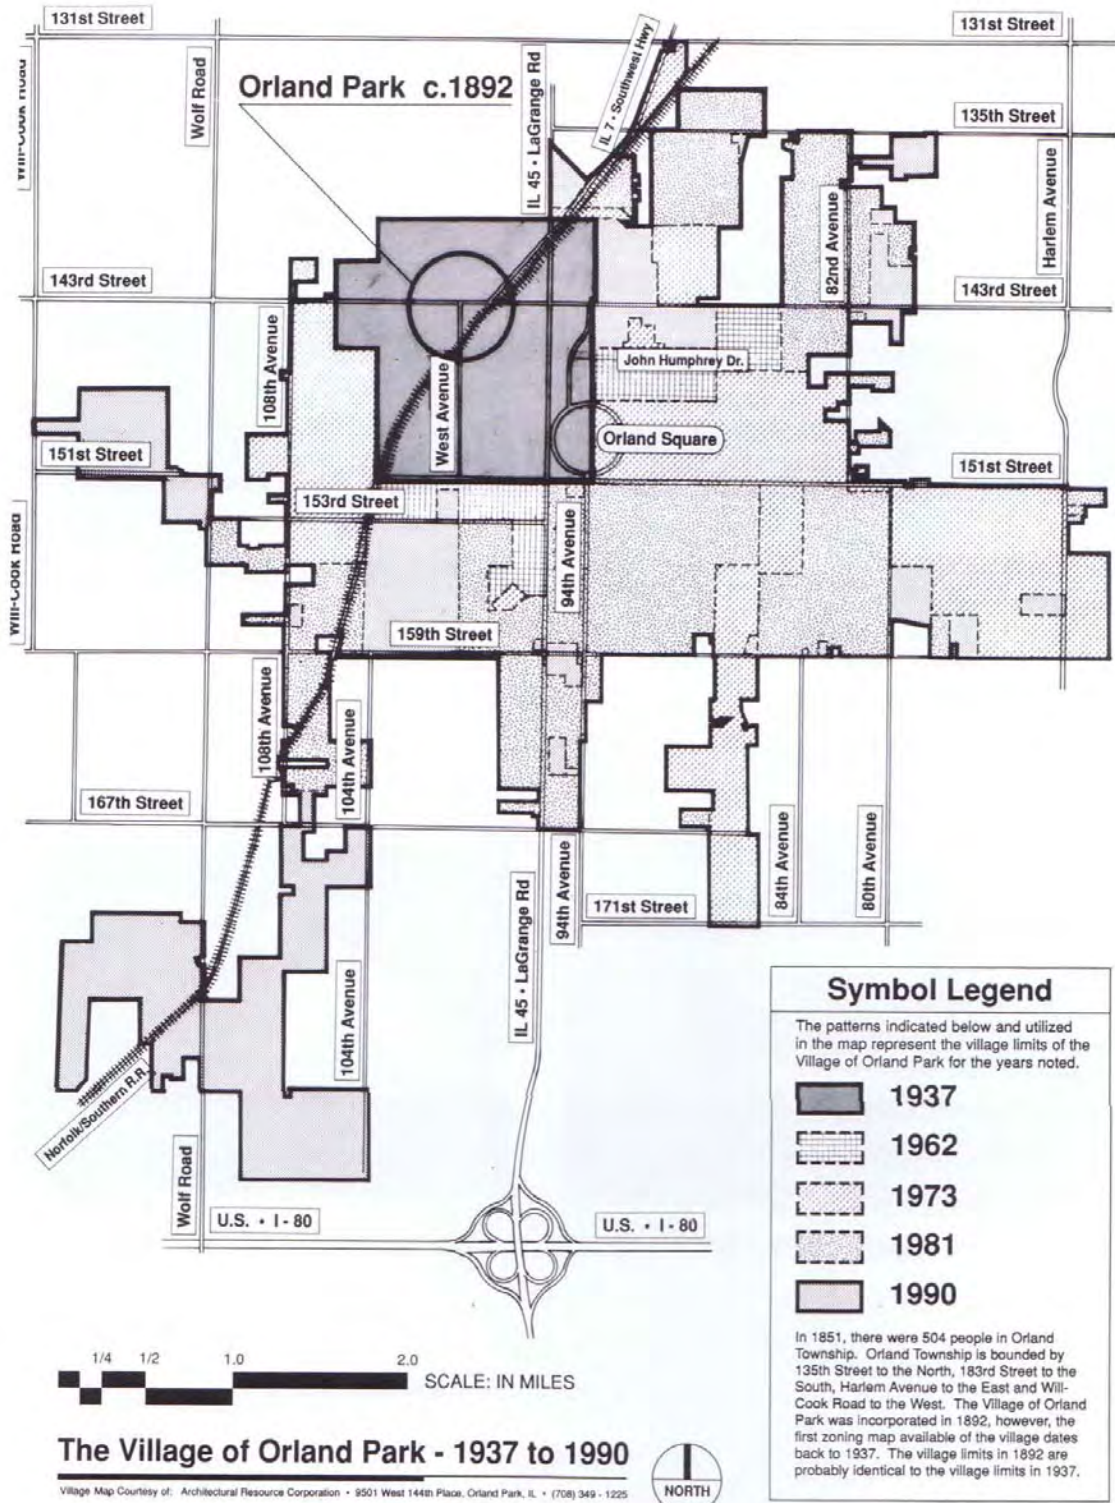 131st Street
131st Street
Orland Park c.1892
Will-Cook Road
Wolf Road
IL 45 • LaGrange Rd
IL 7 • Southwest Hwy
135th Street
Harlem Avenue
82nd Avenue
143rd Street
143rd Street
108th Avenue
John Humphrey Dr.
West Avenue
Orland Square
151st Street
151st Street
153rd Street
94th Avenue
Will-Cook Road
159th Street
108th Avenue
104th Avenue
167th Street
84th Avenue
80th Avenue
IL 45 • LaGrange Rd
94th Avenue
171st Street
104th Avenue
Norfolk/Southern R.R.
Wolf Road
U.S. • I - 80
U.S. • I - 80
Symbol Legend
The patterns indicated below and utilized
in the map represent the village limits of the
Village of Orland Park for the years noted.
1937
1962
1973
1981
1990
In 1851, there were 504 people in Orland
Township. Orland Township is bounded by
135th Street to the North, 183rd Street to the
South, Harlem Avenue to the East and Will-
Cook Road to the West. The Village of Orland
Park was incorporated in 1892, however, the
first zoning map available of the village dates
back to 1937. The village limits in 1892 are
probably identical to the village limits in 1937.
1/4 1/2 1.0 2.0
SCALE: IN MILES
The Village of Orland Park - 1937 to 1990
Village Map Courtesy of: Architectural Resource Corporation • 9501 West 144th Place, Orland Park, IL • (708) 349 - 1225
NORTH